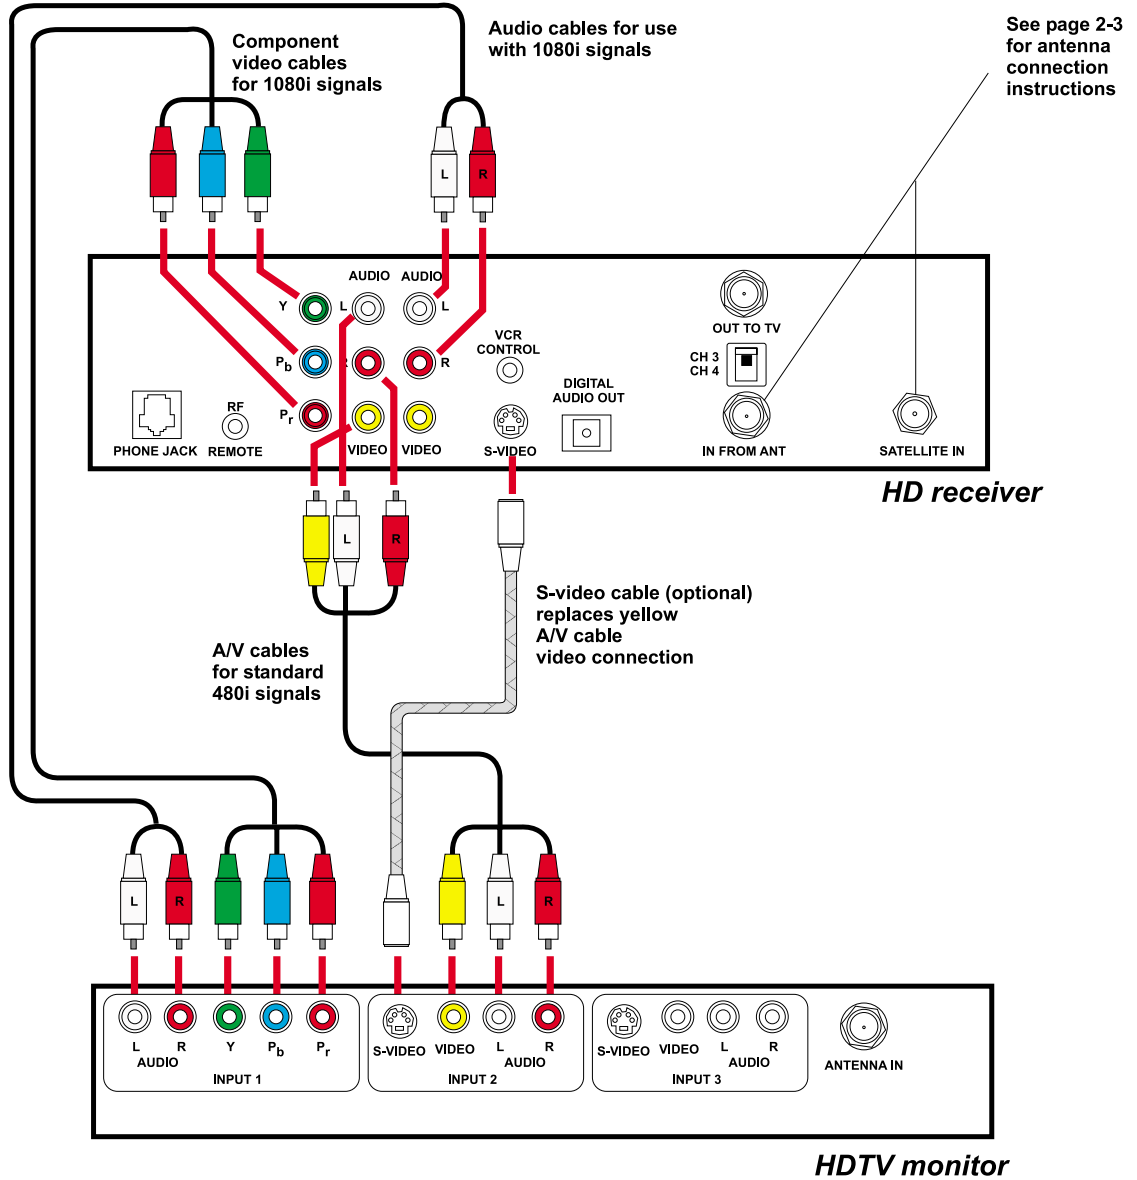 Component
video cables
for 1080i signals
Audio cables for use
with 1080i signals
See page 2-3
for antenna
connection
instructions
L
R
AUDIO
AUDIO
Y
L
L
Pb
R
R
Pr
VIDEO
VIDEO
PHONE JACK
RF
REMOTE
VCR
CONTROL
S-VIDEO
DIGITAL
AUDIO OUT
OUT TO TV
CH 3
CH 4
IN FROM ANT
SATELLITE IN
HD receiver
L
R
A/V cables
for standard
480i signals
S-video cable (optional)
replaces yellow
A/V cable
video connection
L
R
L
R
L
R
AUDIO
Y
Pb
Pr
INPUT 1
S-VIDEO
VIDEO
L
R
AUDIO
INPUT 2
S-VIDEO
VIDEO
L
R
AUDIO
INPUT 3
ANTENNA IN
HDTV monitor